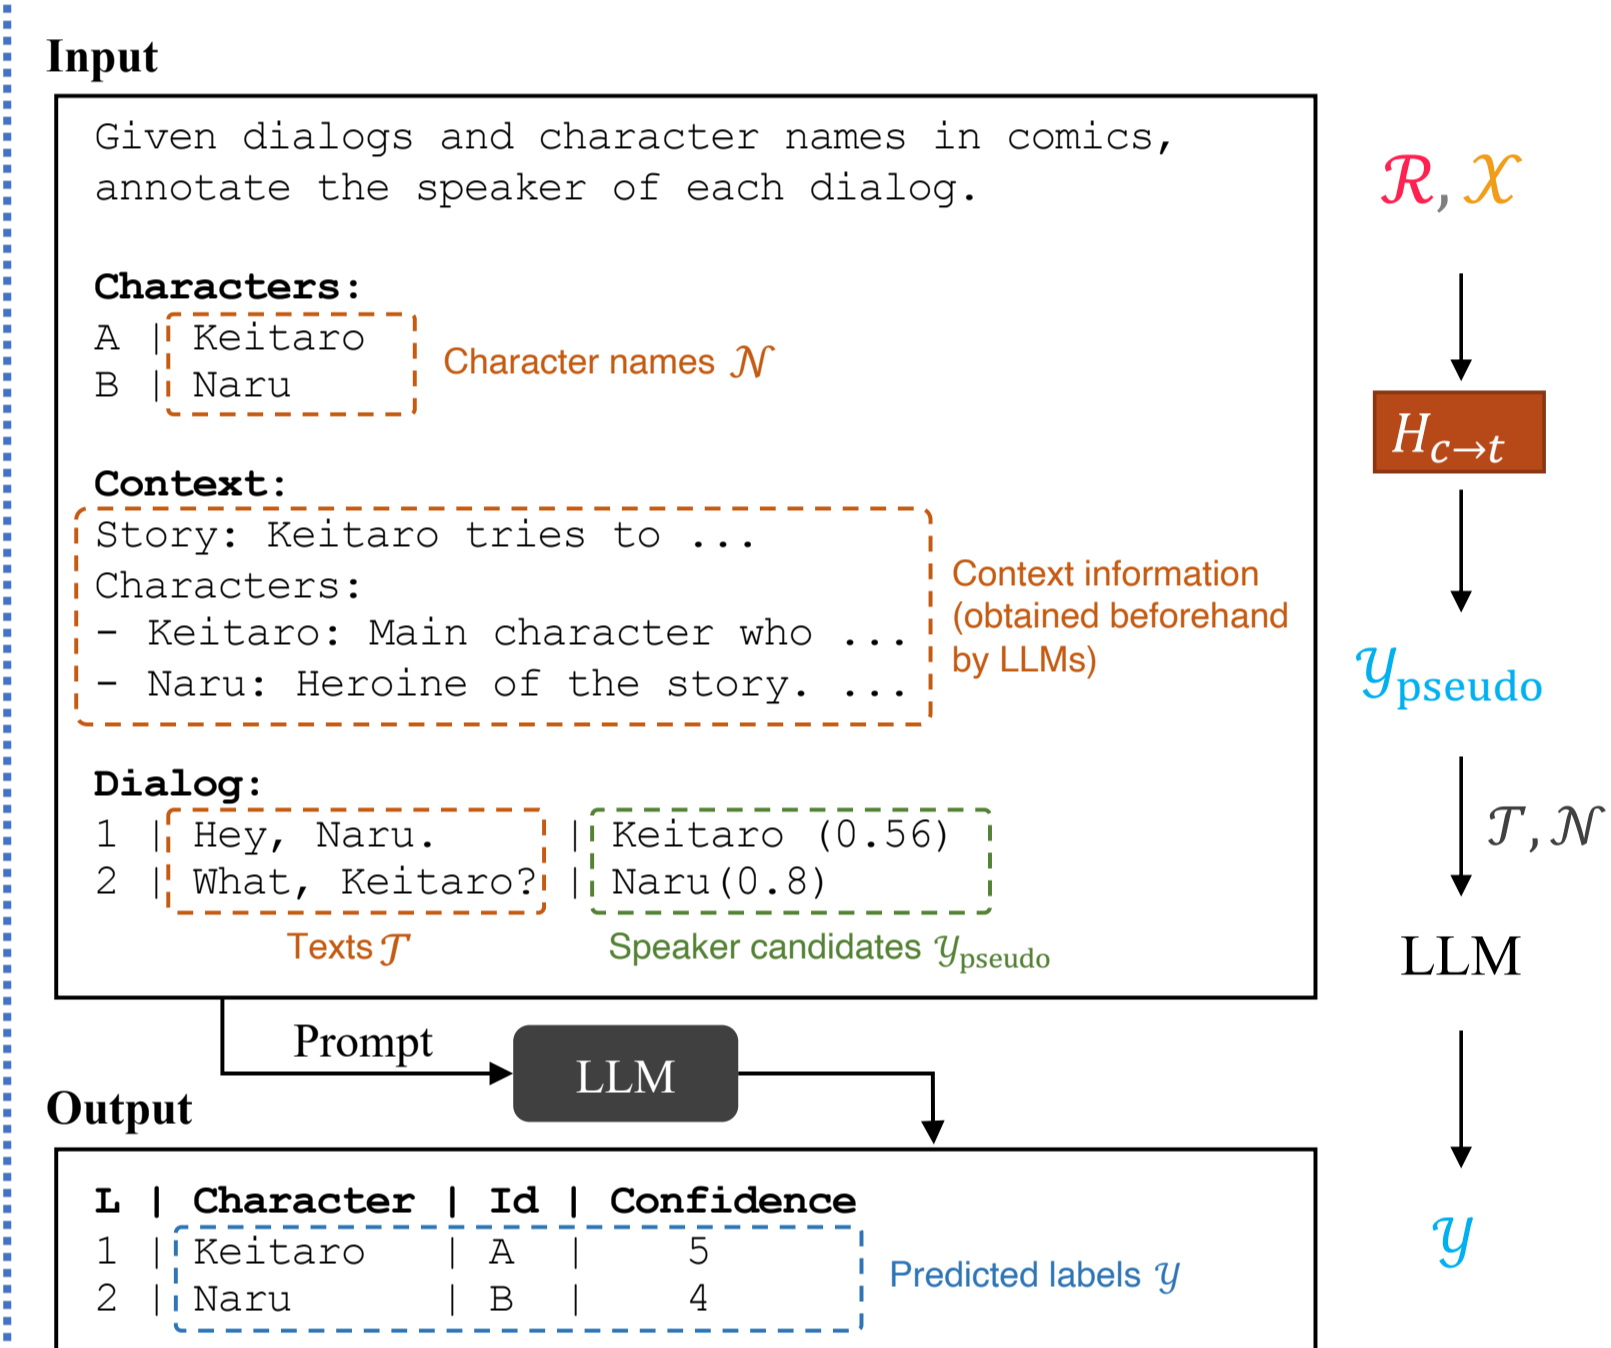 Input
Given dialogs and character names in comics,
annotate the speaker of each dialog.
Characters:
A | Keitaro
B | Naru
Character names 𝒩
Context:
Story: Keitaro tries to ...
Characters:
- Keitaro: Main character who ...
- Naru: Heroine of the story. ...
Context information
(obtained beforehand
by LLMs)
Dialog:
1 | Hey, Naru. | Keitaro (0.56)
2 | What, Keitaro? | Naru(0.8)
Texts 𝒯
Speaker candidates 𝒴pseudo
Prompt
LLM
Output
L | Character | Id | Confidence
1 | Keitaro | A | 5
2 | Naru | B | 4
Predicted labels 𝒴
ℛ, 𝒳
H c→t
𝒴pseudo
𝒯, 𝒩
LLM
𝒴